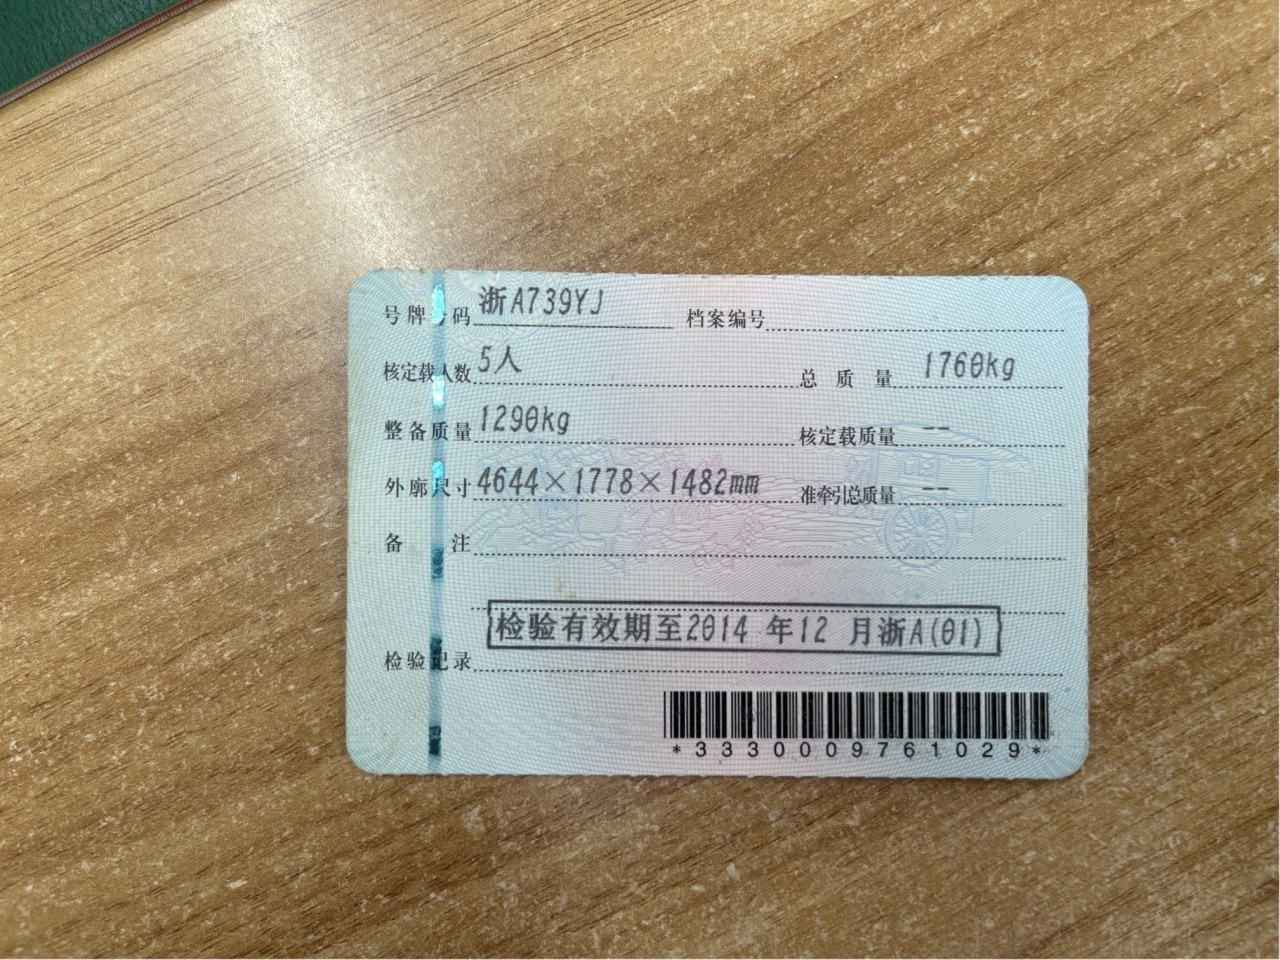 号牌号码 浙A739YJ 档案编号
核定载人数 5人 总质量 1760kg
整备质量 1290kg 核定载质量 --
外廓尺寸 4644×1778×1482mm 准牵引总质量 --
备注
检验有效期至2014 年12 月浙A(01)
检验记录
*3330009761029*